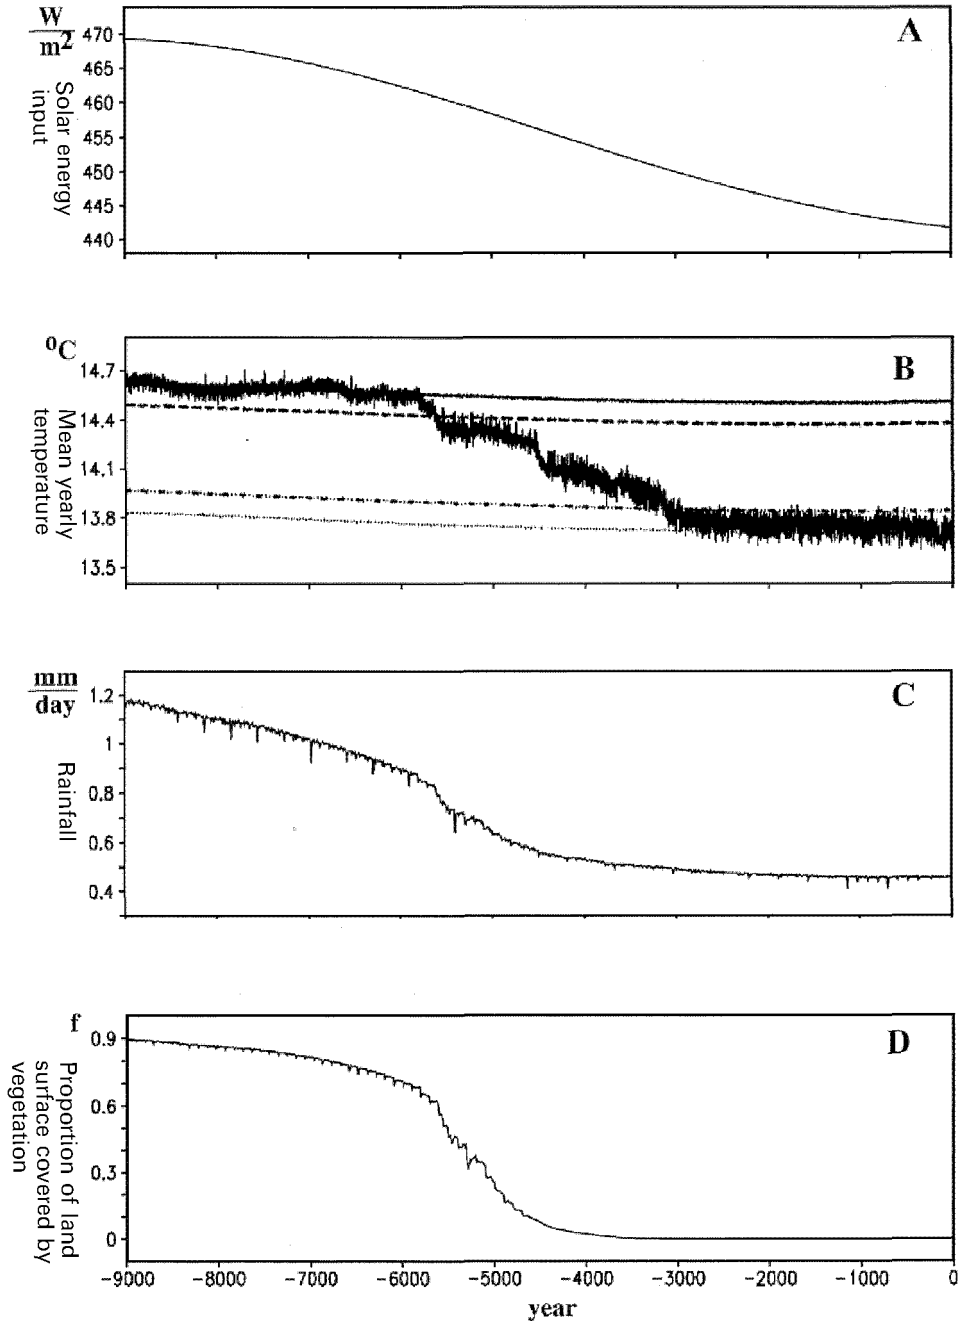 W
m2
470
465
460
455
450
445
440
Solar energy
input
A
°C
14.7
14.4
14.1
13.8
13.5
Mean yearly
temperature
B
mm
day
1.2
1
0.8
0.6
0.4
Rainfall
C
f
0.9
0.6
0.3
0
Proportion of land
surface covered by
vegetation
D
-9000 -8000 -7000 -6000 -5000 -4000 -3000 -2000 -1000 0
year